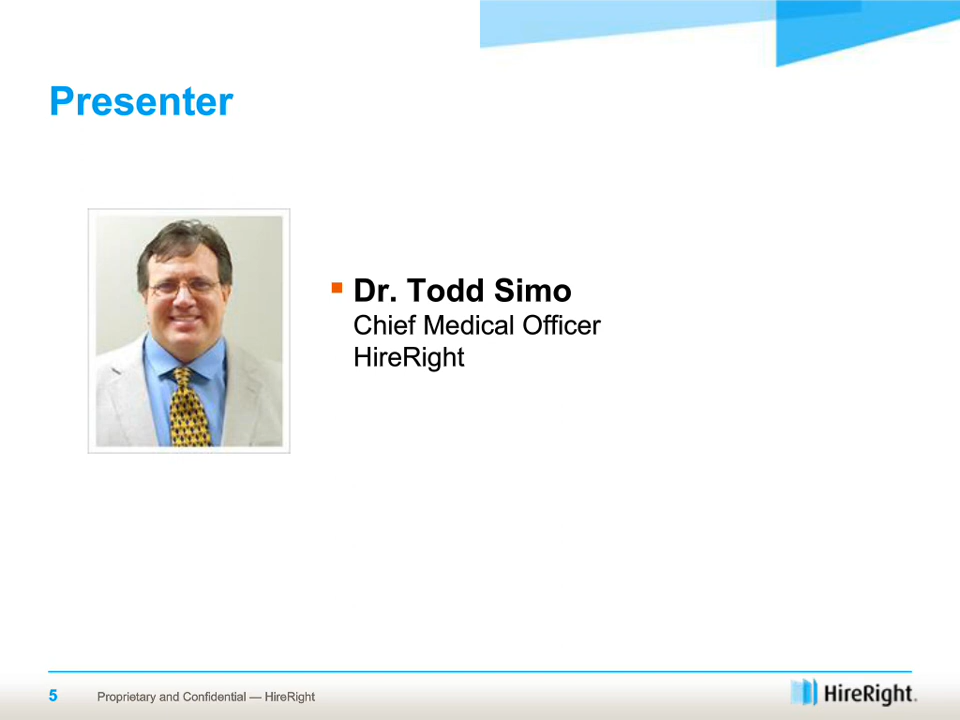 Presenter
Dr. Todd Simo
Chief Medical Officer
HireRight
5 Proprietary and Confidential — HireRight
HireRight